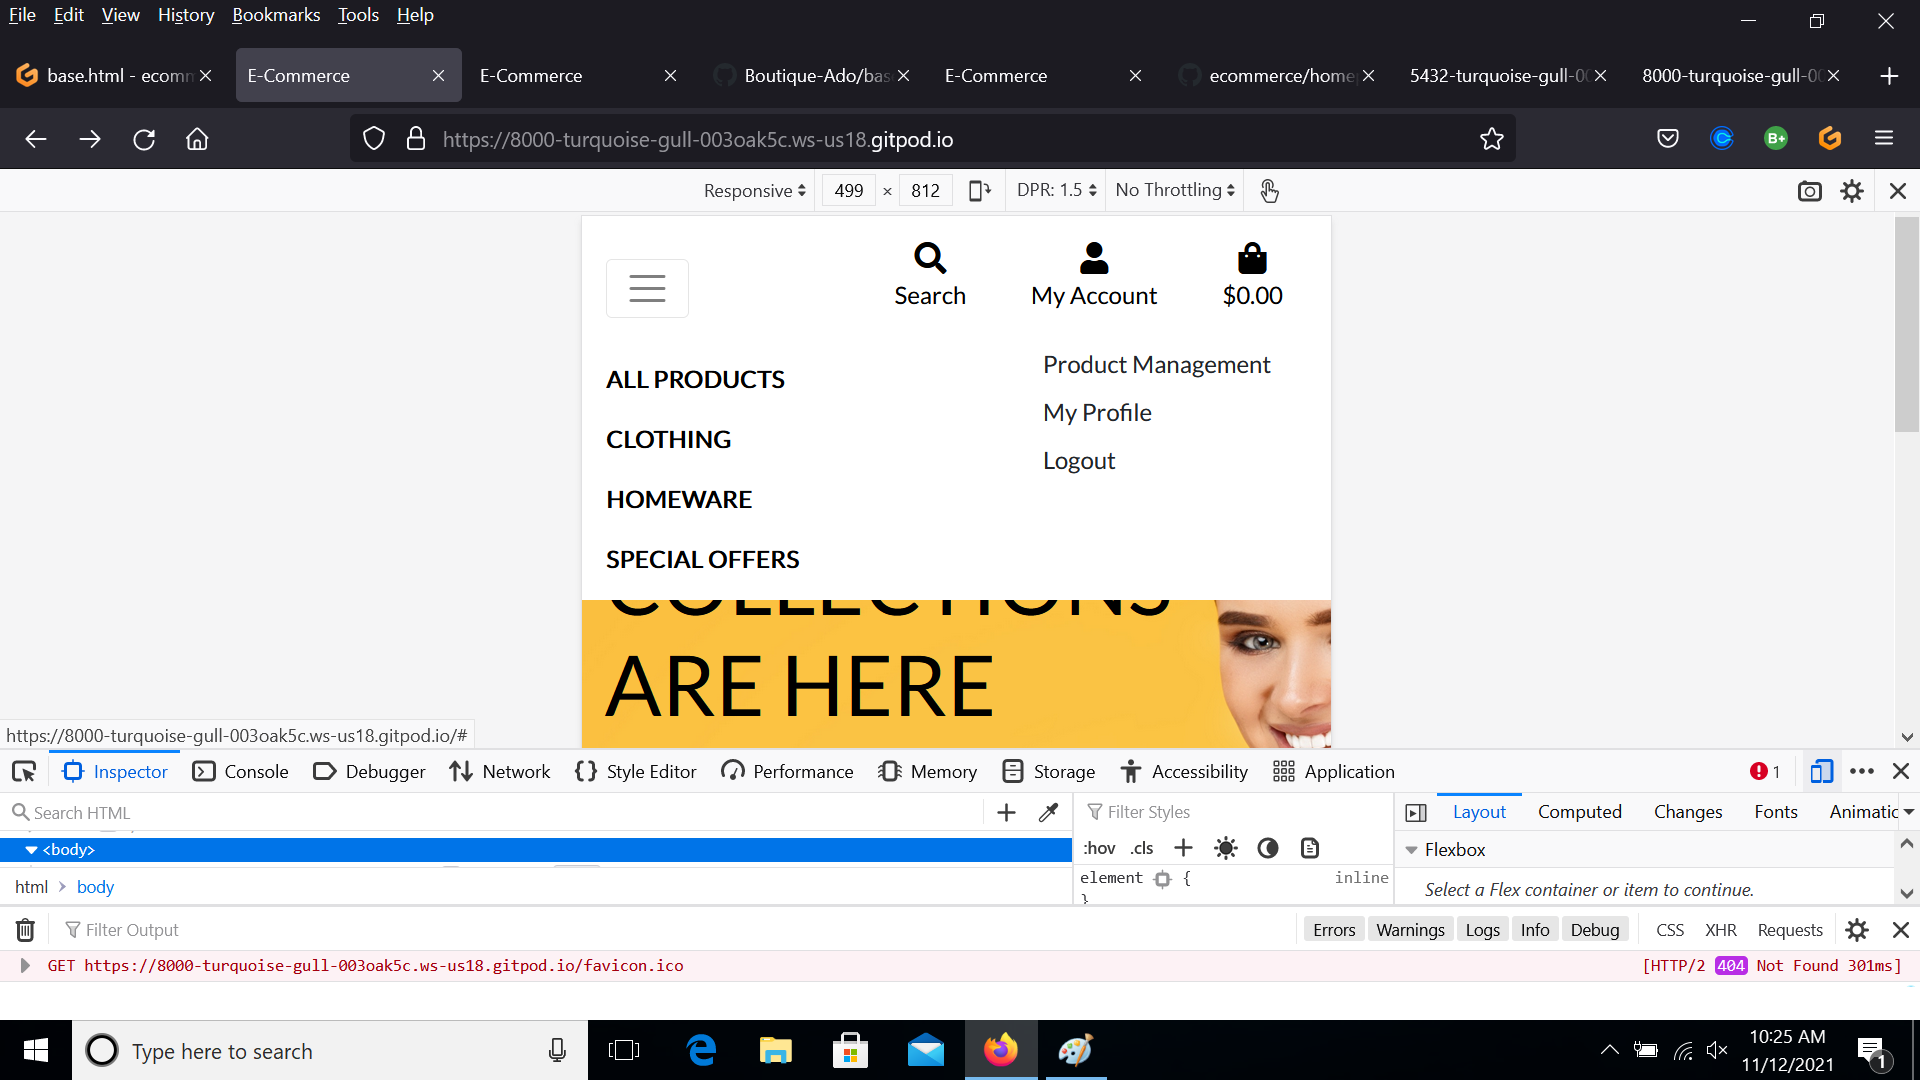 File Edit View History Bookmarks Tools Help
base.html - ecomm
E-Commerce
E-Commerce
Boutique-Ado/bas
E-Commerce
ecommerce/home
5432-turquoise-gull-00
8000-turquoise-gull-00
https://8000-turquoise-gull-003oak5c.ws-us18.gitpod.io
B+
Responsive 499 × 812 DPR: 1.5 No Throttling
Search My Account $0.00
Product Management
My Profile
Logout
ALL PRODUCTS
CLOTHING
HOMEWARE
SPECIAL OFFERS
COLLECTIONS
ARE HERE
https://8000-turquoise-gull-003oak5c.ws-us18.gitpod.io/#
Inspector Console Debugger Network Style Editor Performance Memory Storage Accessibility Application 1
Search HTML
Filter Styles
Layout Computed Changes Fonts Animatic
<body>
:hov .cls
Flexbox
html body
element { inline
}
Select a Flex container or item to continue.
Filter Output
Errors Warnings Logs Info Debug CSS XHR Requests
GET https://8000-turquoise-gull-003oak5c.ws-us18.gitpod.io/favicon.ico [HTTP/2 404 Not Found 301ms]
Type here to search
10:25 AM
11/12/2021
1